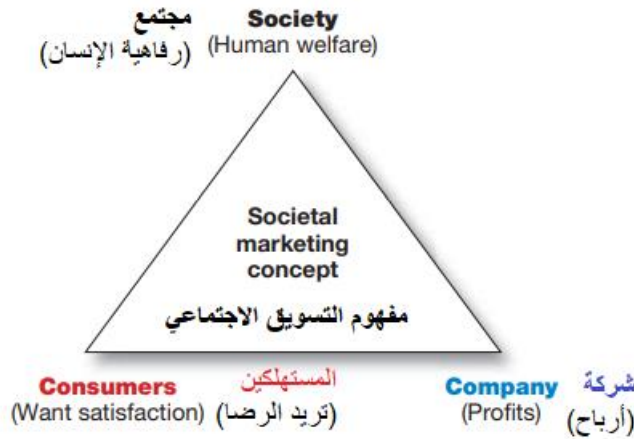 مجتمع Society
(رفاهية الإنسان) (Human welfare)
Societal
marketing
concept
مفهوم التسويق الاجتماعي
Consumers المستهلكين
(Want satisfaction) (تريد الرضا)
Company شركة
(Profits) (أرباح)